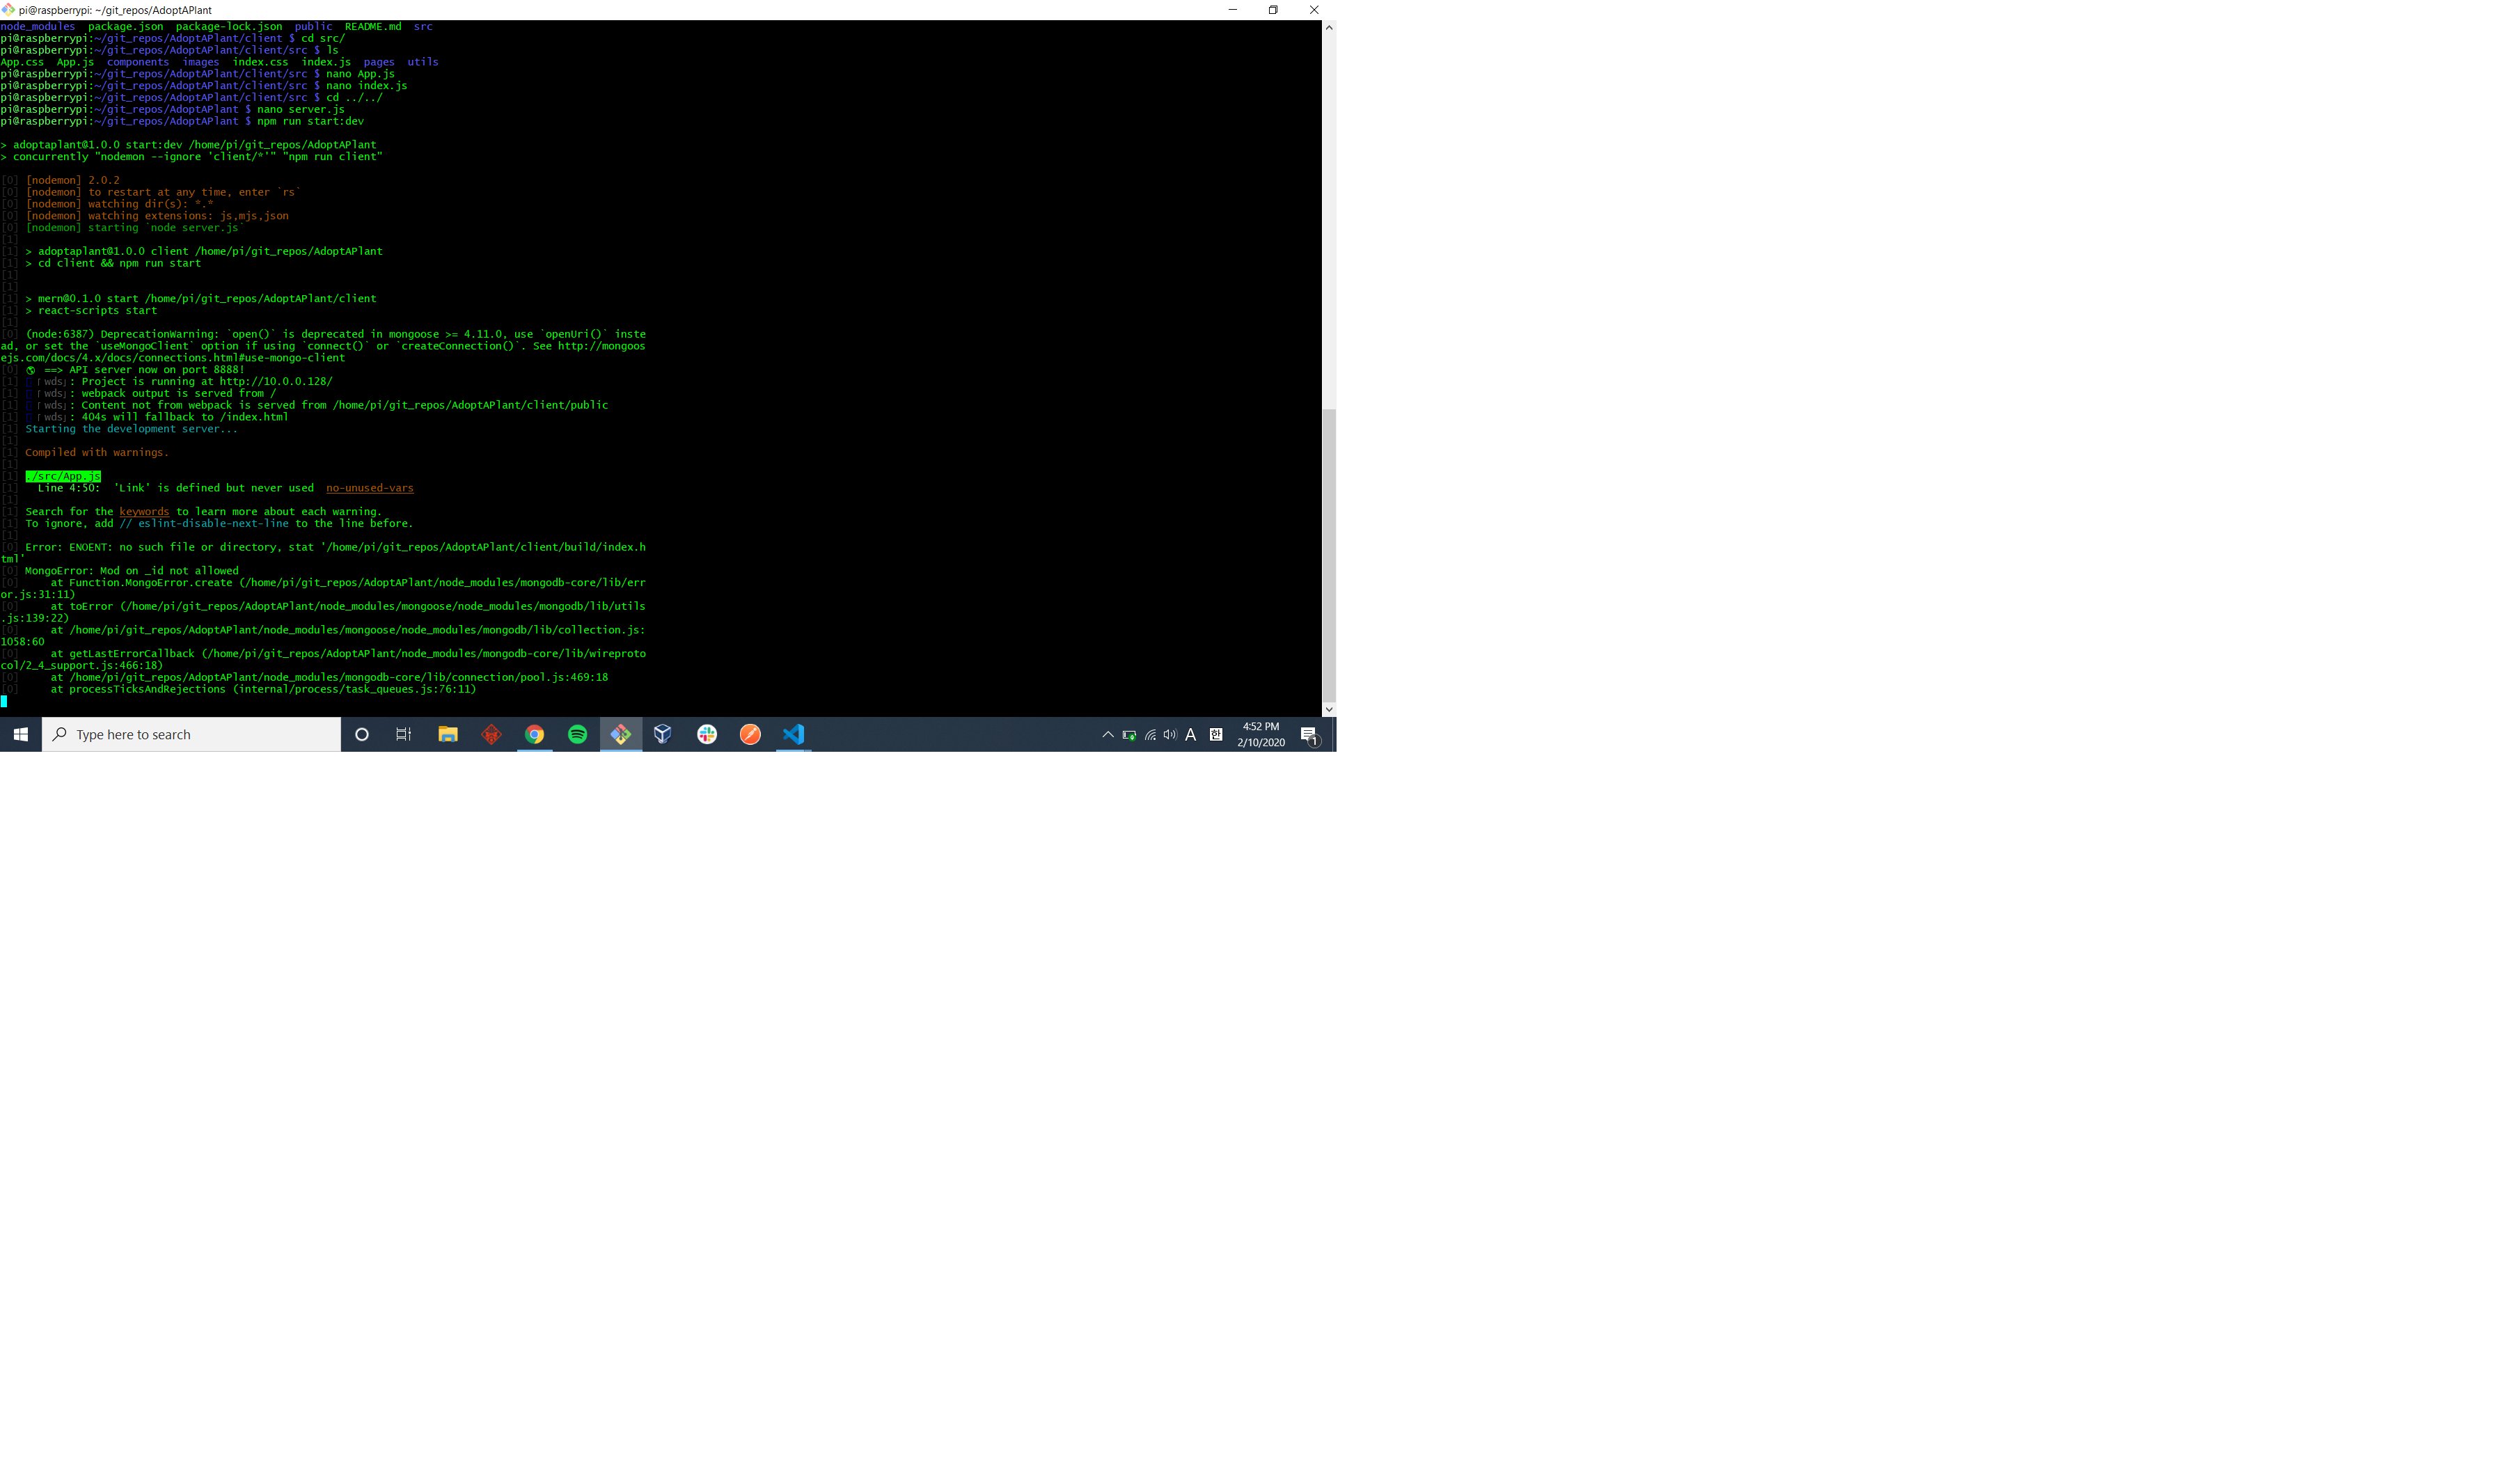 pi@raspberrypi: ~/git_repos/AdoptAPlant
node_modules  package.json  package-lock.json  public  README.md  src
pi@raspberrypi:~/git_repos/AdoptAPlant/client $ cd src/
pi@raspberrypi:~/git_repos/AdoptAPlant/client/src $ ls
App.css  App.js  components  images  index.css  index.js  pages  utils
pi@raspberrypi:~/git_repos/AdoptAPlant/client/src $ nano App.js
pi@raspberrypi:~/git_repos/AdoptAPlant/client/src $ nano index.js
pi@raspberrypi:~/git_repos/AdoptAPlant/client/src $ cd ../../
pi@raspberrypi:~/git_repos/AdoptAPlant $ nano server.js
pi@raspberrypi:~/git_repos/AdoptAPlant $ npm run start:dev
> adoptaplant@1.0.0 start:dev /home/pi/git_repos/AdoptAPlant
> concurrently "nodemon --ignore 'client/*'" "npm run client"
[0] [nodemon] 2.0.2
[0] [nodemon] to restart at any time, enter `rs`
[0] [nodemon] watching dir(s): *.*
[0] [nodemon] watching extensions: js,mjs,json
[0] [nodemon] starting `node server.js`
[1]
[1] > adoptaplant@1.0.0 client /home/pi/git_repos/AdoptAPlant
[1] > cd client && npm run start
[1]
[1]
[1] > mern@0.1.0 start /home/pi/git_repos/AdoptAPlant/client
[1] > react-scripts start
[1]
[0] (node:6387) DeprecationWarning: `open()` is deprecated in mongoose >= 4.11.0, use `openUri()` inste
ad, or set the `useMongoClient` option if using `connect()` or `createConnection()`. See http://mongoos
ejs.com/docs/4.x/docs/connections.html#use-mongo-client
[0] 🌎 ==> API server now on port 8888!
[1] ｢wds｣: Project is running at http://10.0.0.128/
[1] ｢wds｣: webpack output is served from /
[1] ｢wds｣: Content not from webpack is served from /home/pi/git_repos/AdoptAPlant/client/public
[1] ｢wds｣: 404s will fallback to /index.html
[1] Starting the development server...
[1]
[1] Compiled with warnings.
[1]
[1] ./src/App.js
[1]   Line 4:50:  'Link' is defined but never used  no-unused-vars
[1]
[1] Search for the keywords to learn more about each warning.
[1] To ignore, add // eslint-disable-next-line to the line before.
[1]
[0] Error: ENOENT: no such file or directory, stat '/home/pi/git_repos/AdoptAPlant/client/build/index.h
tml'
[0] MongoError: Mod on _id not allowed
[0]     at Function.MongoError.create (/home/pi/git_repos/AdoptAPlant/node_modules/mongodb-core/lib/err
or.js:31:11)
[0]     at toError (/home/pi/git_repos/AdoptAPlant/node_modules/mongoose/node_modules/mongodb/lib/utils
.js:139:22)
[0]     at /home/pi/git_repos/AdoptAPlant/node_modules/mongoose/node_modules/mongodb/lib/collection.js:
1058:60
[0]     at getLastErrorCallback (/home/pi/git_repos/AdoptAPlant/node_modules/mongodb-core/lib/wireproto
col/2_4_support.js:466:18)
[0]     at /home/pi/git_repos/AdoptAPlant/node_modules/mongodb-core/lib/connection/pool.js:469:18
[0]     at processTicksAndRejections (internal/process/task_queues.js:76:11)
Type here to search
A 한
4:52 PM
2/10/2020
1